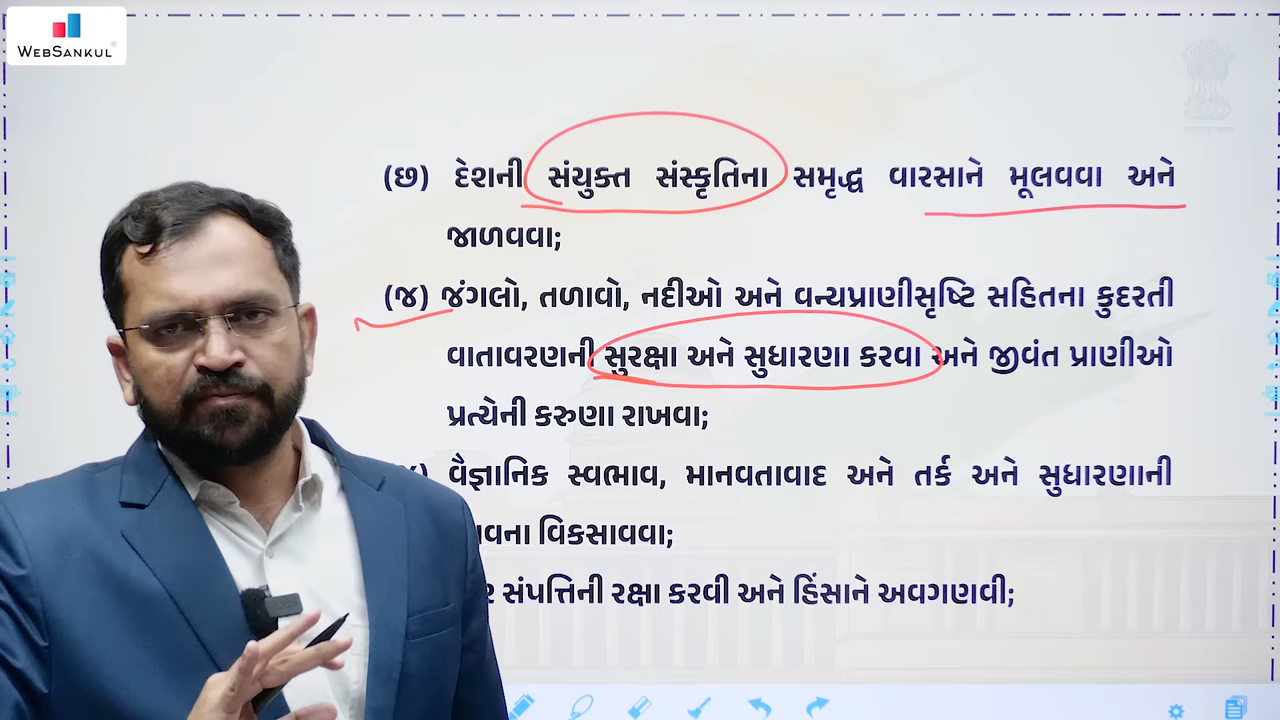 WEBSANKUL®
(છ) દેશની સંયુક્ત સંસ્કૃતિના સમૃદ્ધ વારસાને મૂલવવા અને
જાળવવા;
(જ) જંગલો, તળાવો, નદીઓ અને વન્યપ્રાણીસૃષ્ટિ સહિતના કુદરતી
વાતાવરણની સુરક્ષા અને સુધારણા કરવા અને જીવંત પ્રાણીઓ
પ્રત્યેની કરુણા રાખવા;
વૈજ્ઞાનિક સ્વભાવ, માનવતાવાદ અને તર્ક અને સુધારણાની
વિકસાવવા;
સંપત્તિની રક્ષા કરવી અને હિંસાને અવગણવી;